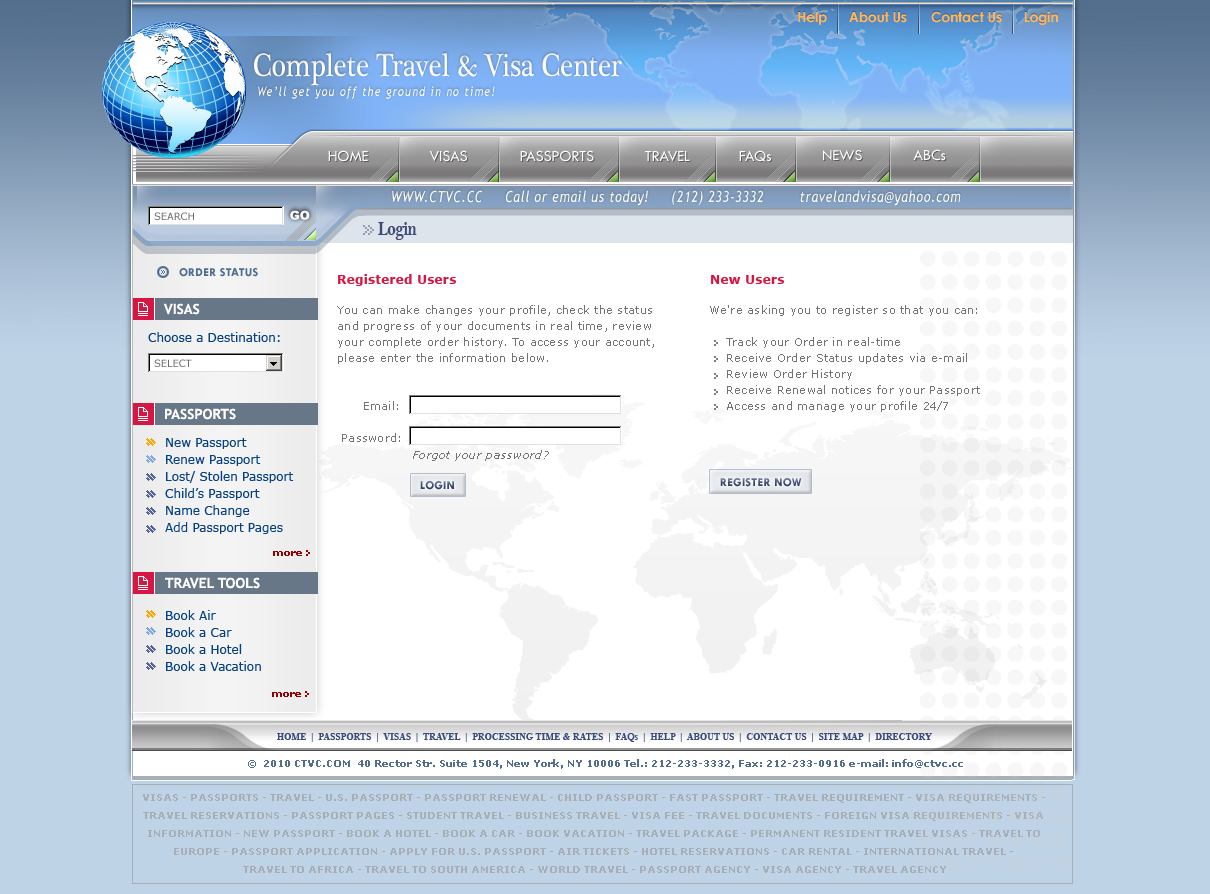 Help About Us Contact Us Login
Complete Travel & Visa Center
We'll get you off the ground in no time!
HOME VISAS PASSPORTS TRAVEL FAQs NEWS ABCs
WWW.CTVC.CC Call or email us today! (212) 233-3332 travelandvisa@yahoo.com
SEARCH GO
Login
ORDER STATUS
VISAS
Choose a Destination:
SELECT
PASSPORTS
New Passport
Renew Passport
Lost/ Stolen Passport
Child's Passport
Name Change
Add Passport Pages
more
TRAVEL TOOLS
Book Air
Book a Car
Book a Hotel
Book a Vacation
more
Registered Users
You can make changes your profile, check the status
and progress of your documents in real time, review
your complete order history. To access your account,
please enter the information below.
Email:
Password:
Forgot your password?
LOGIN
New Users
We're asking you to register so that you can:
Track your Order in real-time
Receive Order Status updates via e-mail
Review Order History
Receive Renewal notices for your Passport
Access and manage your profile 24/7
REGISTER NOW
HOME | PASSPORTS | VISAS | TRAVEL | PROCESSING TIME & RATES | FAQs | HELP | ABOUT US | CONTACT US | SITE MAP | DIRECTORY
© 2010 CTVC.COM 40 Rector Str. Suite 1504, New York, NY 10006 Tel.: 212-233-3332, Fax: 212-233-0916 e-mail: info@ctvc.cc
VISAS - PASSPORTS - TRAVEL - U.S. PASSPORT - PASSPORT RENEWAL - CHILD PASSPORT - FAST PASSPORT - TRAVEL REQUIREMENT - VISA REQUIREMENTS -
TRAVEL RESERVATIONS - PASSPORT PAGES - STUDENT TRAVEL - BUSINESS TRAVEL - VISA FEE - TRAVEL DOCUMENTS - FOREIGN VISA REQUIREMENTS - VISA
INFORMATION - NEW PASSPORT - BOOK A HOTEL - BOOK A CAR - BOOK VACATION - TRAVEL PACKAGE - PERMANENT RESIDENT TRAVEL VISAS - TRAVEL TO
EUROPE - PASSPORT APPLICATION - APPLY FOR U.S. PASSPORT - AIR TICKETS - HOTEL RESERVATIONS - CAR RENTAL - INTERNATIONAL TRAVEL -
TRAVEL TO AFRICA - TRAVEL TO SOUTH AMERICA - WORLD TRAVEL - PASSPORT AGENCY - VISA AGENCY - TRAVEL AGENCY